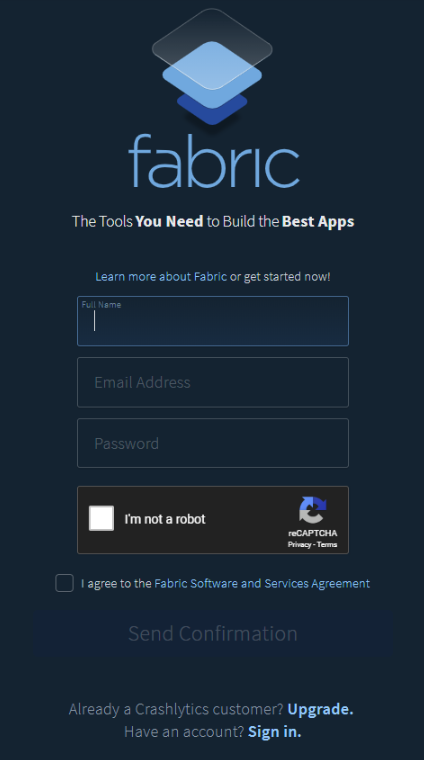 fabric
The Tools You Need to Build the Best Apps
Learn more about Fabric or get started now!
Full Name
Email Address
Password
I'm not a robot
reCAPTCHA
Privacy - Terms
I agree to the Fabric Software and Services Agreement
Send Confirmation
Already a Crashlytics customer? Upgrade.
Have an account? Sign in.